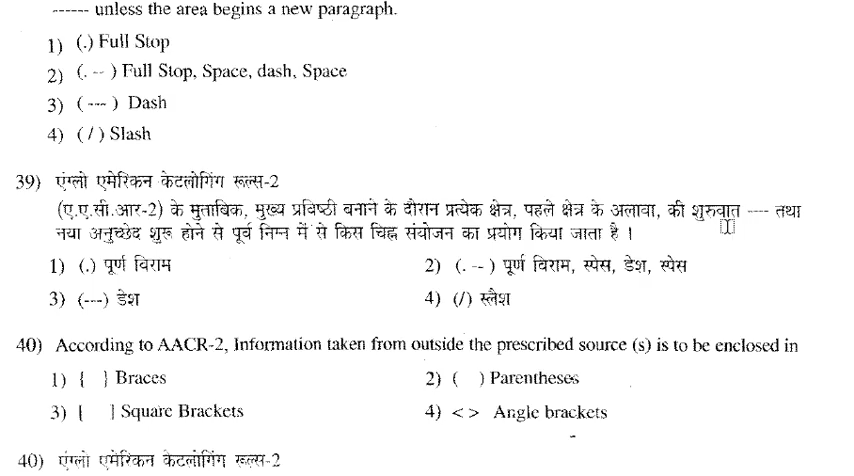 ------ unless the area begins a new paragraph.
1) (.) Full Stop
2) (. -- ) Full Stop, Space, dash, Space
3) ( --- ) Dash
4) ( / ) Slash
39) एंग्लो एमेरिकन केटलोगिंग रूल्स-2
(ए.ए.सी.आर-2) के मुताबिक, मुख्य प्रविष्ठी बनाने के दौरान प्रत्येक क्षेत्र, पहले क्षेत्र के अलावा, की शुरुवात --- तथा
नया अनुच्छेद शुरू होने से पूर्व निम्न में से किस चिह्न संयोजन का प्रयोग किया जाता है ।
1) (.) पूर्ण विराम 2) (. -- ) पूर्ण विराम, स्पेस, डेश, स्पेस
3) (---) डेश 4) (/) स्लैश
40) According to AACR-2, Information taken from outside the prescribed source (s) is to be enclosed in
1) { } Braces 2) ( ) Parentheses
3) [ ] Square Brackets 4) < > Angle brackets
40) एंग्लो एमेरिकन केटलोगिंग रूल्स-2